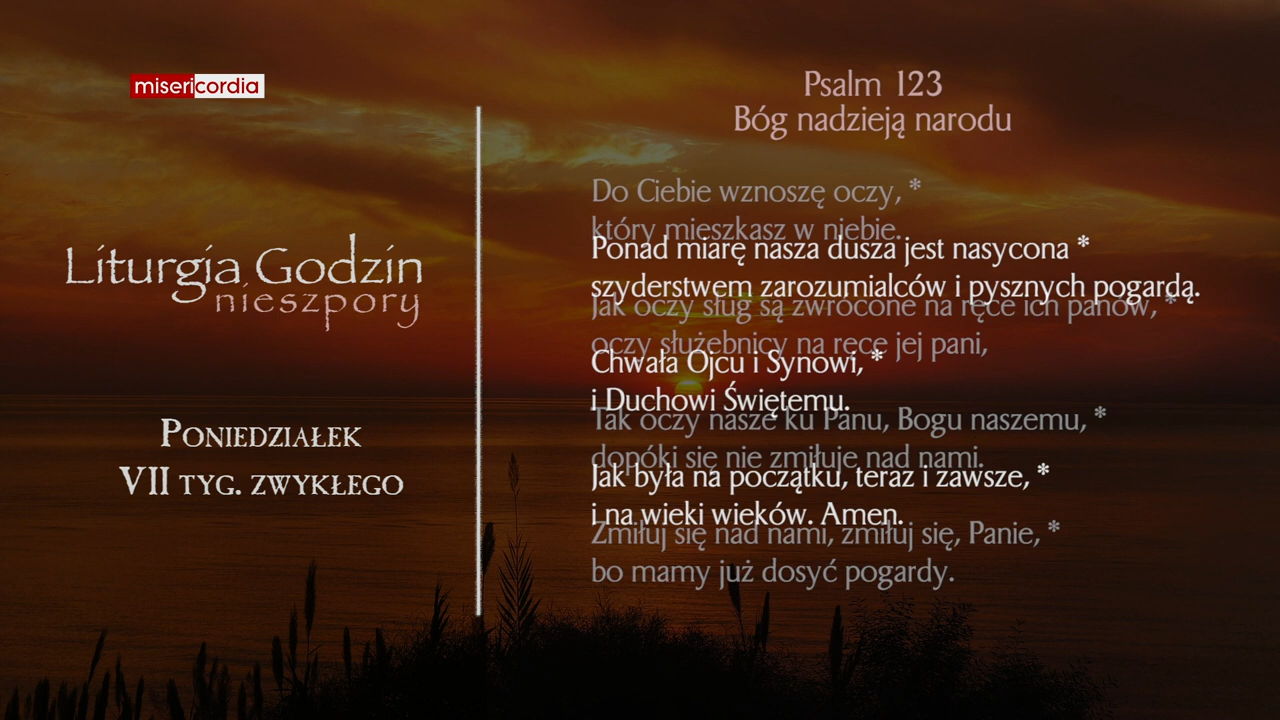 misericordia
Liturgia Godzin
nieszpory
Poniedziałek
VII tyg. zwykłego
Psalm 123
Bóg nadzieją narodu
Do Ciebie wznoszę oczy, *
który mieszkasz w niebie.
Ponad miarę nasza dusza jest nasycona *
szyderstwem zarozumialców i pysznych pogardą.
Jak oczy sług są zwrócone na ręce ich panów, *
oczy służebnicy na ręce jej pani,
Chwała Ojcu i Synowi, *
i Duchowi Świętemu.
Tak oczy nasze ku Panu, Bogu naszemu, *
dopóki się nie zmiłuje nad nami.
Jak była na początku, teraz i zawsze, *
i na wieki wieków. Amen.
Zmiłuj się nad nami, zmiłuj się, Panie, *
bo mamy już dosyć pogardy.